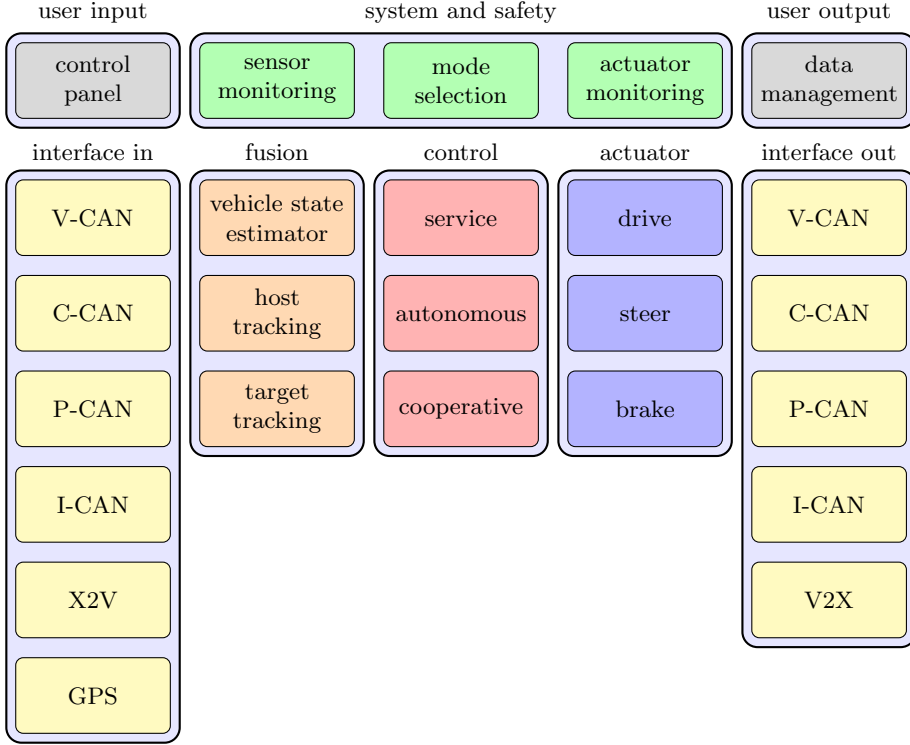 user input
system and safety
user output
control
panel
sensor
monitoring
mode
selection
actuator
monitoring
data
management
interface in
fusion
control
actuator
interface out
V-CAN
vehicle state
estimator
service
drive
V-CAN
C-CAN
host
tracking
autonomous
steer
C-CAN
P-CAN
target
tracking
cooperative
brake
P-CAN
I-CAN
I-CAN
X2V
V2X
GPS